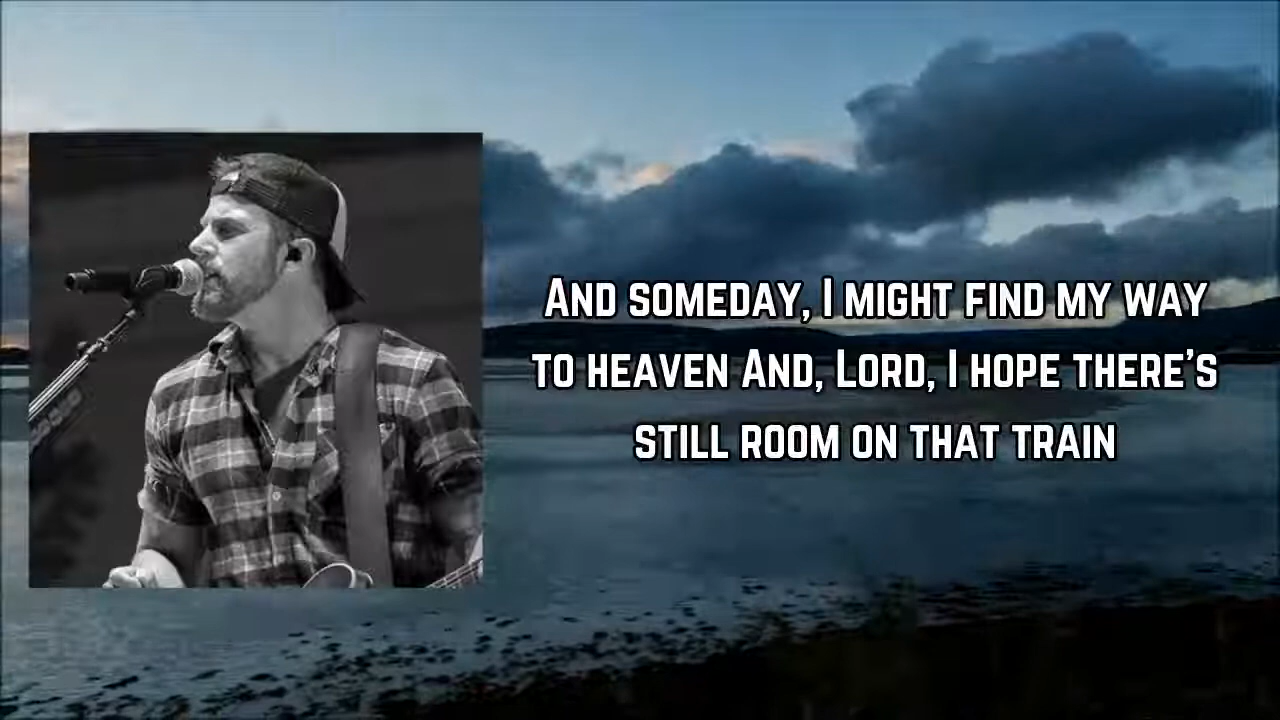 And someday, I might find my way
to heaven And, Lord, I hope there's
still room on that train